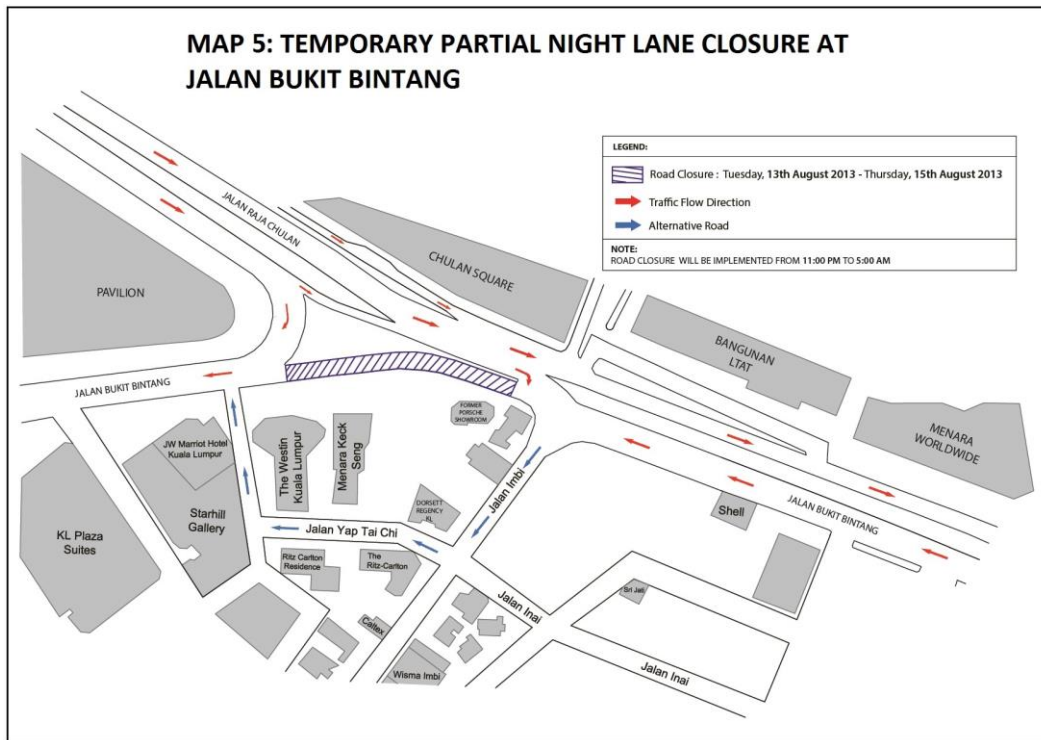 MAP 5: TEMPORARY PARTIAL NIGHT LANE CLOSURE AT
JALAN BUKIT BINTANG
LEGEND:
Road Closure : Tuesday, 13th August 2013 - Thursday, 15th August 2013
Traffic Flow Direction
Alternative Road
NOTE:
ROAD CLOSURE WILL BE IMPLEMENTED FROM 11:00 PM TO 5:00 AM
JALAN RAJA CHULAN
CHULAN SQUARE
PAVILION
BANGUNAN
LTAT
MENARA
WORLDWIDE
JALAN BUKIT BINTANG
FORMER
PORSCHE
SHOWROOM
JW Marriot Hotel
Kuala Lumpur
The Westin
Kuala Lumpur
Menara Keck
Seng
Jalan Imbi
DORSETT
REGENCY
KL
Shell
JALAN BUKIT BINTANG
Starhill
Gallery
KL Plaza
Suites
Jalan Yap Tai Chi
Ritz Carlton
Residence
The
Ritz-Carlton
Sri Jati
Jalan Inai
Caltex
Wisma Imbi
Jalan Inai